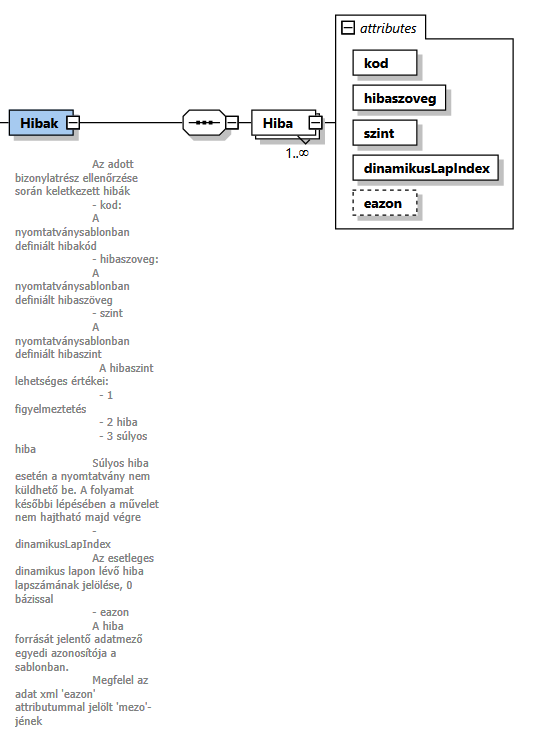 attributes
kod
hibaszoveg
szint
dinamikusLapIndex
eazon
Hibak
Hiba
1..∞
Az adott
bizonylatrész ellenőrzése
során keletkezett hibák
- kod:
A
nyomtatványsablonban
definiált hibakód
- hibaszoveg:
A
nyomtatványsablonban
definiált hibaszöveg
- szint
A
nyomtatványsablonban
definiált hibaszint
A hibaszint
lehetséges értékei:
- 1
figyelmeztetés
- 2 hiba
- 3 súlyos
hiba
Súlyos hiba
esetén a nyomtatvány nem
küldhető be. A folyamat
későbbi lépésében a művelet
nem hajtható majd végre
-
dinamikusLapIndex
Az esetleges
dinamikus lapon lévő hiba
lapszámának jelölése, 0
bázissal
- eazon
A hiba
forrását jelentő adatmező
egyedi azonosítója a
sablonban.
Megfelel az
adat xml 'eazon'
attributummal jelölt 'mezo'-
jének